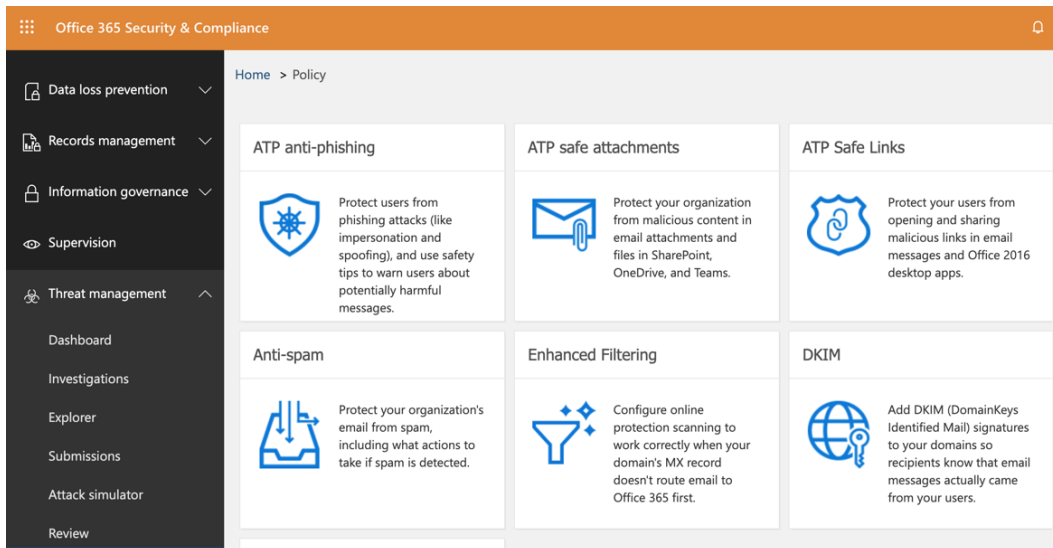 Office 365 Security & Compliance
Data loss prevention
Records management
Information governance
Supervision
Threat management
Dashboard
Investigations
Explorer
Submissions
Attack simulator
Review
Home > Policy
ATP anti-phishing
Protect users from
phishing attacks (like
impersonation and
spoofing), and use safety
tips to warn users about
potentially harmful
messages.
ATP safe attachments
Protect your organization
from malicious content in
email attachments and
files in SharePoint,
OneDrive, and Teams.
ATP Safe Links
Protect your users from
opening and sharing
malicious links in email
messages and Office 2016
desktop apps.
Anti-spam
Protect your organization's
email from spam,
including what actions to
take if spam is detected.
Enhanced Filtering
Configure online
protection scanning to
work correctly when your
domain's MX record
doesn't route email to
Office 365 first.
DKIM
Add DKIM (DomainKeys
Identified Mail) signatures
to your domains so
recipients know that email
messages actually came
from your users.